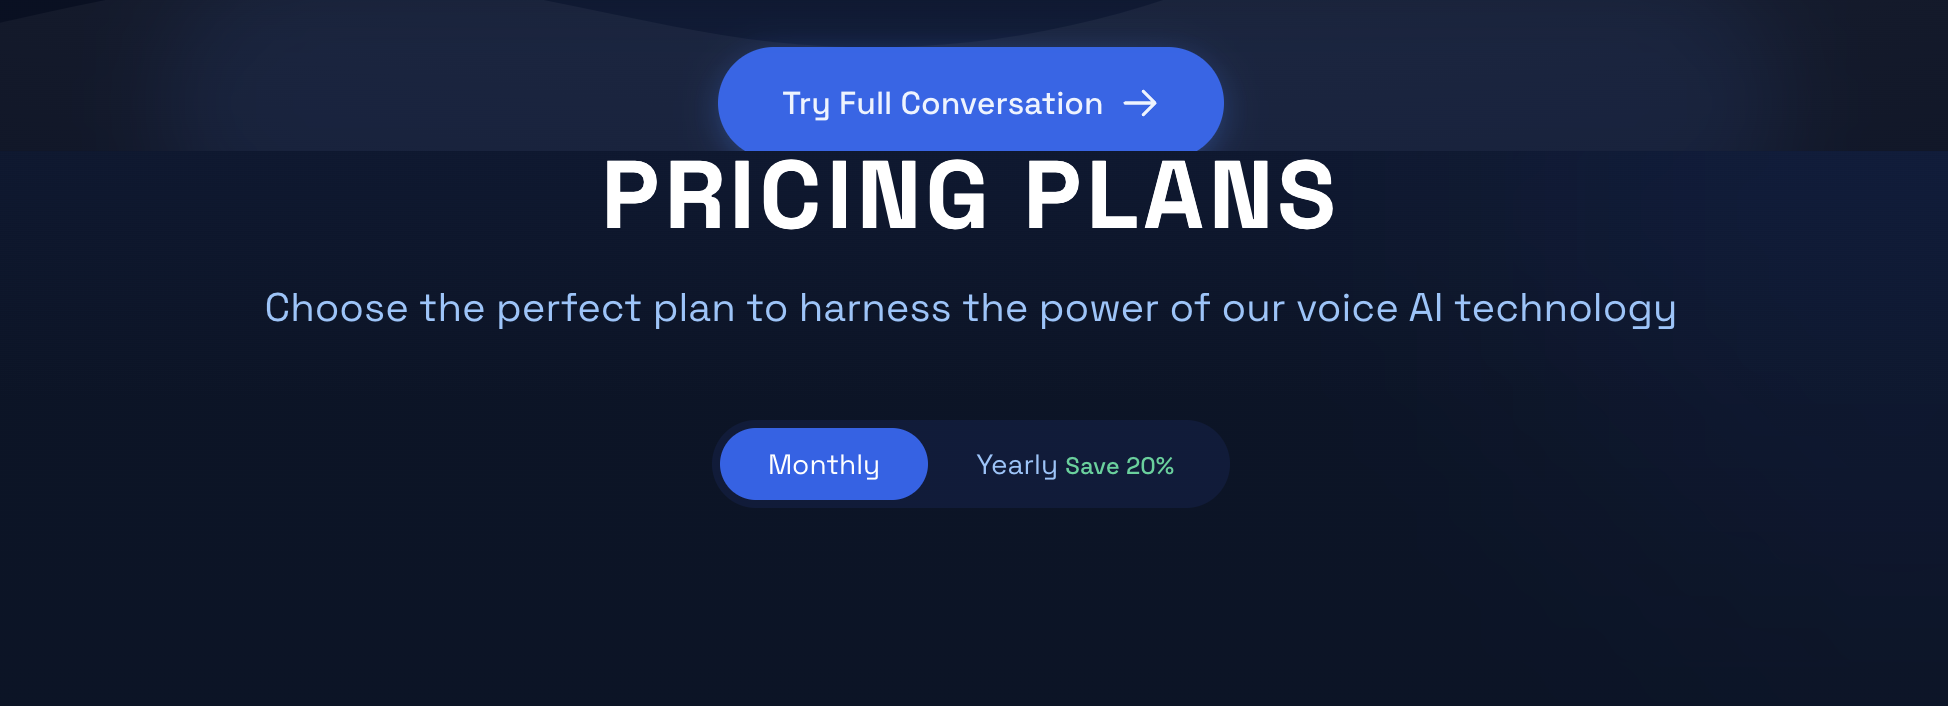 Try Full Conversation →
PRICING PLANS
Choose the perfect plan to harness the power of our voice AI technology
Monthly Yearly Save 20%